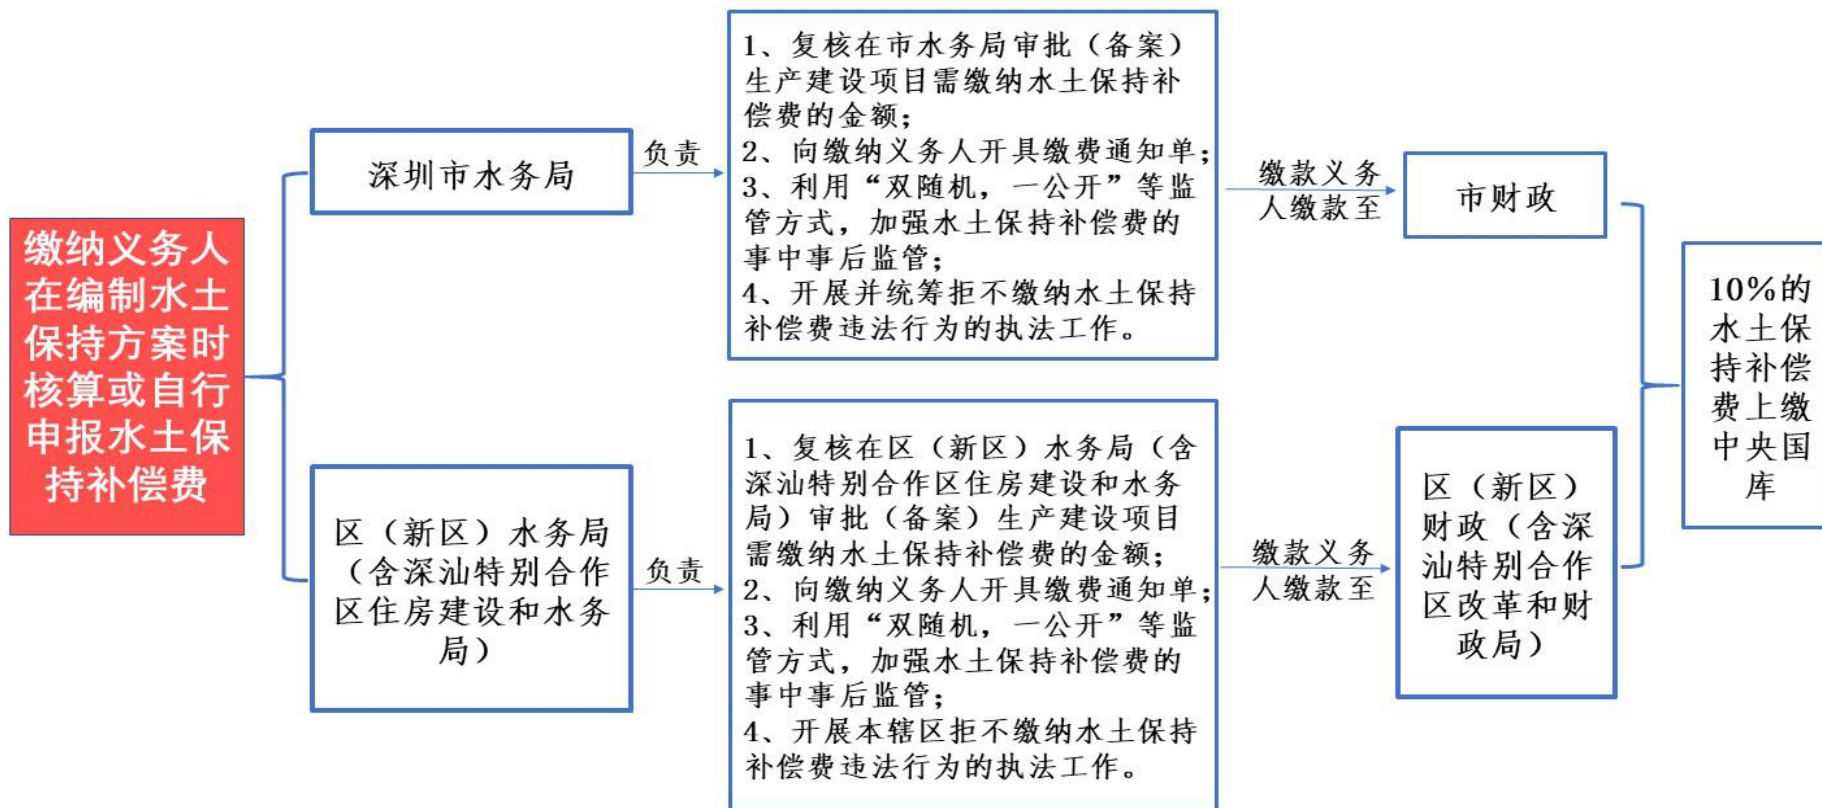 缴纳义务人
在编制水土
保持方案时
核算或自行
申报水土保
持补偿费
深圳市水务局
负责
1、复核在市水务局审批（备案）
生产建设项目需缴纳水土保持补
偿费的金额；
2、向缴纳义务人开具缴费通知单；
3、利用“双随机，一公开”等监
管方式，加强水土保持补偿费的
事中事后监管；
4、开展并统筹拒不缴纳水土保持
补偿费违法行为的执法工作。
缴款义务
人缴款至
市财政
区（新区）水务局
（含深汕特别合作
区住房建设和水务
局）
负责
1、复核在区（新区）水务局（含
深汕特别合作区住房建设和水务
局）审批（备案）生产建设项目
需缴纳水土保持补偿费的金额；
2、向缴纳义务人开具缴费通知单；
3、利用“双随机，一公开”等监
管方式，加强水土保持补偿费的
事中事后监管；
4、开展本辖区拒不缴纳水土保持
补偿费违法行为的执法工作。
缴款义务
人缴款至
区（新区）
财政（含深
汕特别合作
区改革和财
政局）
10%的
水土保
持补偿
费上缴
中央国
库